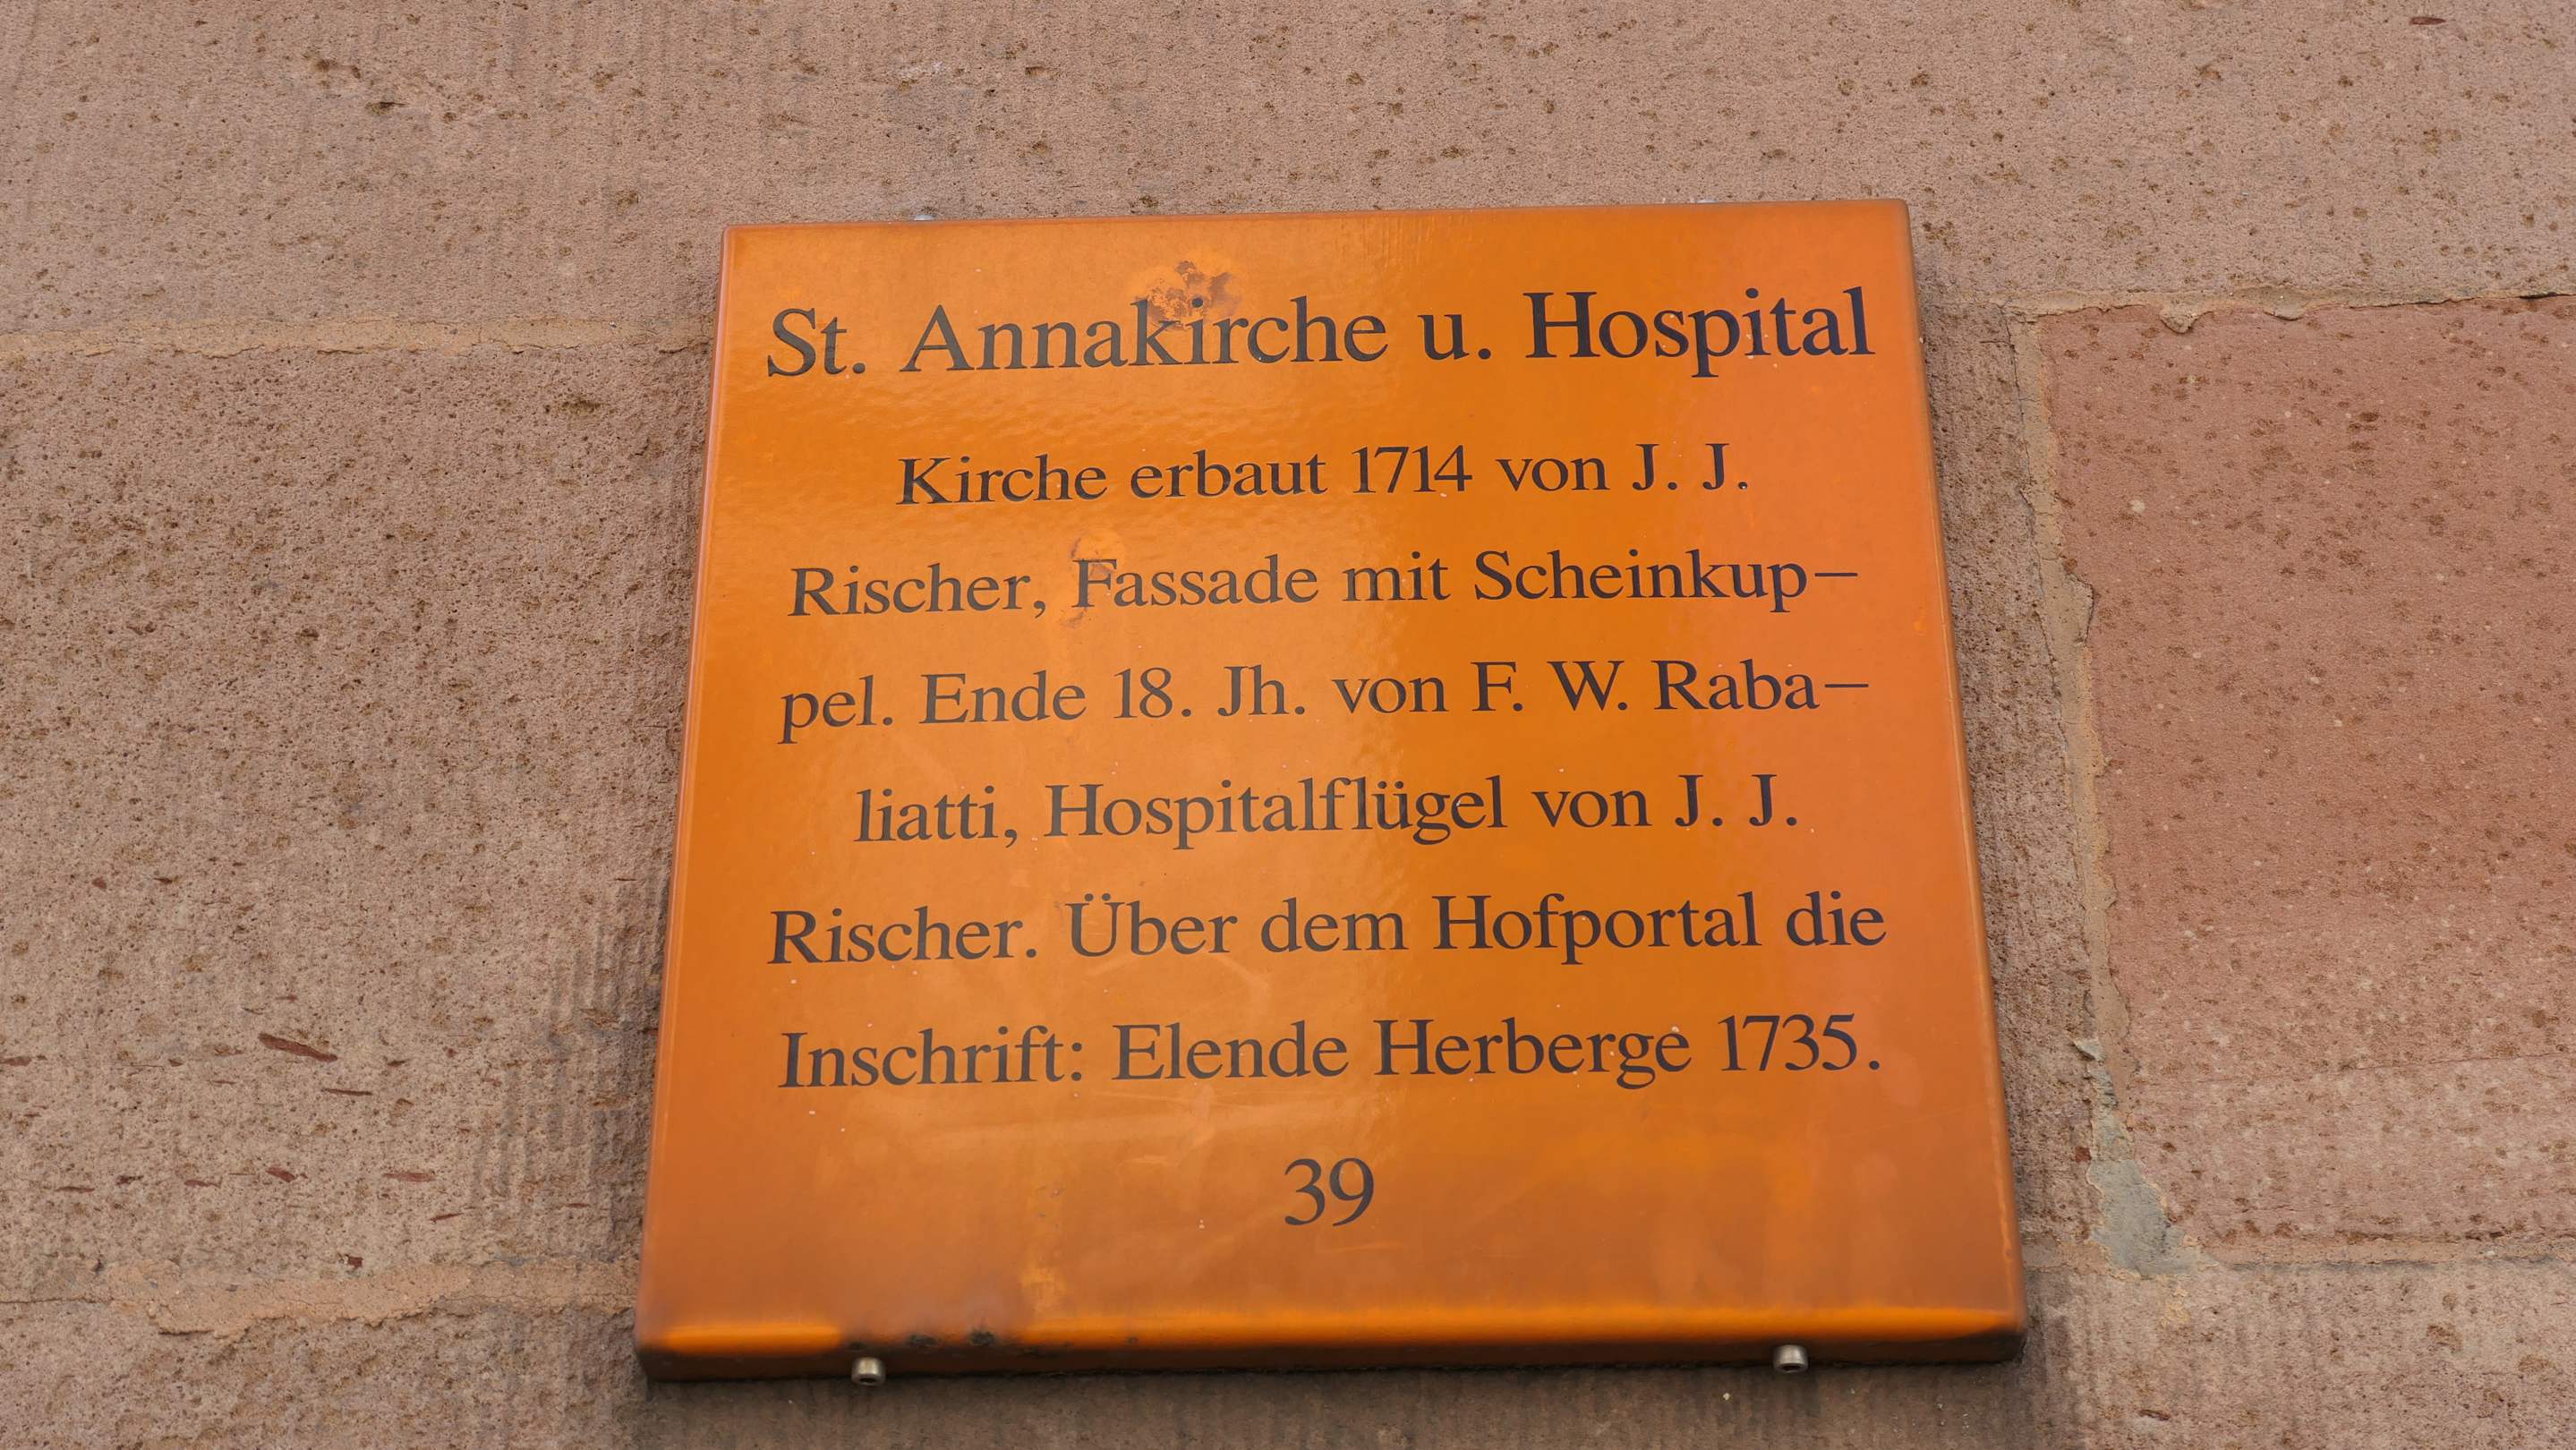 St. Annakirche u. Hospital
Kirche erbaut 1714 von J. J.
Rischer, Fassade mit Scheinkup-
pel. Ende 18. Jh. von F. W. Raba-
liatti, Hospitalflügel von J. J.
Rischer. Über dem Hofportal die
Inschrift: Elende Herberge 1735.
39